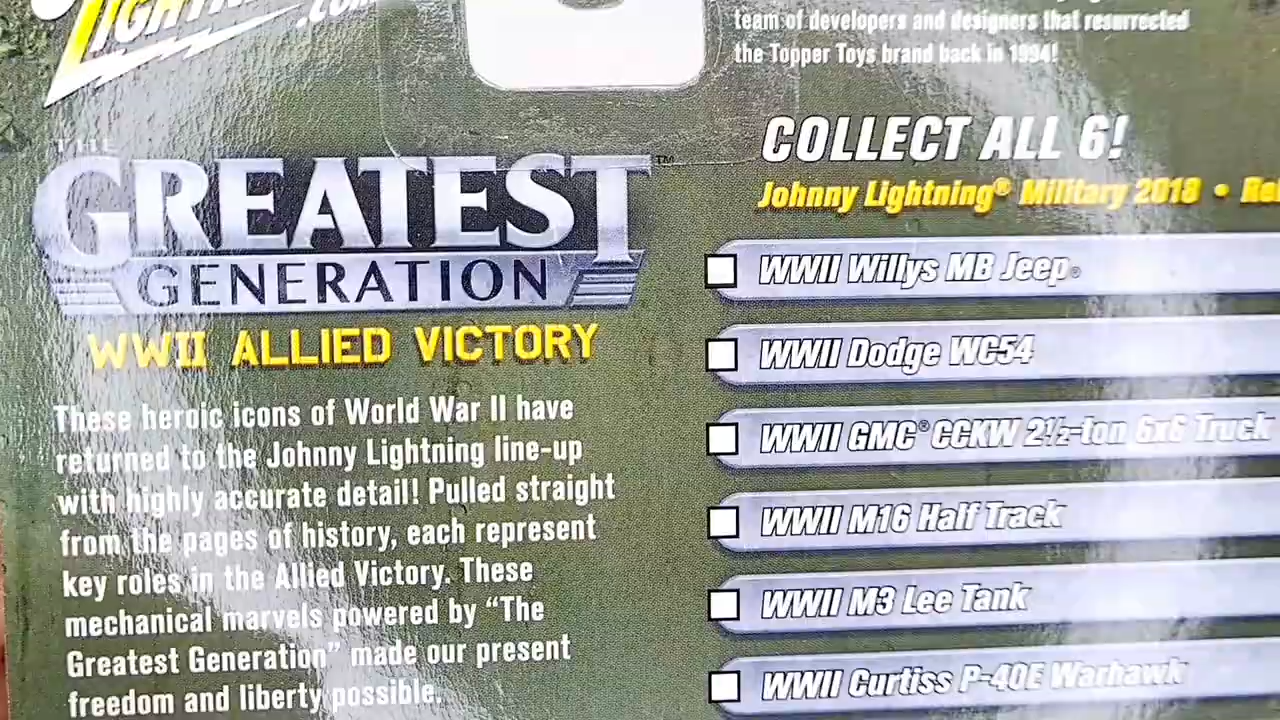 LIGHTNING.COM
team of developers and designers that resurrected
the Topper Toys brand back in 1994!
THE
GREATEST™
GENERATION
WWII ALLIED VICTORY
These heroic icons of World War II have
returned to the Johnny Lightning line-up
with highly accurate detail! Pulled straight
from the pages of history, each represent
key roles in the Allied Victory. These
mechanical marvels powered by “The
Greatest Generation” made our present
freedom and liberty possible.
COLLECT ALL 6!
Johnny Lightning® Military 2018 •
WWII Willys MB Jeep®
WWII Dodge WC54
WWII GMC® CCKW 2½-ton 6x6 Truck
WWII M16 Half Track
WWII M3 Lee Tank
WWII Curtiss P-40E Warhawk